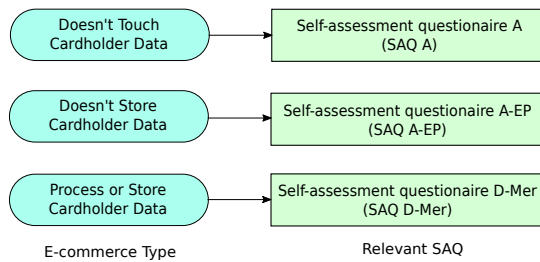 Doesn't Touch
Cardholder Data
Self-assessment questionaire A
(SAQ A)
Doesn't Store
Cardholder Data
Self-assessment questionaire A-EP
(SAQ A-EP)
Process or Store
Cardholder Data
Self-assessment questionaire D-Mer
(SAQ D-Mer)
E-commerce Type
Relevant SAQ